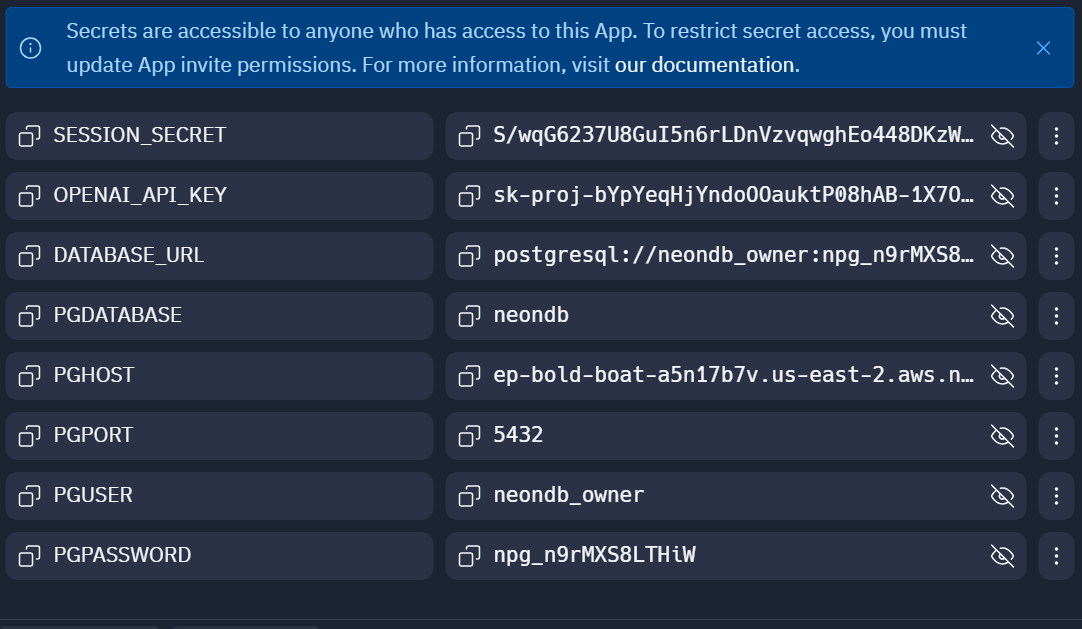 Secrets are accessible to anyone who has access to this App. To restrict secret access, you must
update App invite permissions. For more information, visit our documentation.
SESSION_SECRET S/wqG6237U8GuI5n6rLDnVzvqwghEo448DKzW…
OPENAI_API_KEY sk-proj-bYpYeqHjYndoOOauktP08hAB-1X7O…
DATABASE_URL postgresql://neondb_owner:npg_n9rMXS8…
PGDATABASE neondb
PGHOST ep-bold-boat-a5n17b7v.us-east-2.aws.n…
PGPORT 5432
PGUSER neondb_owner
PGPASSWORD npg_n9rMXS8LTHiW